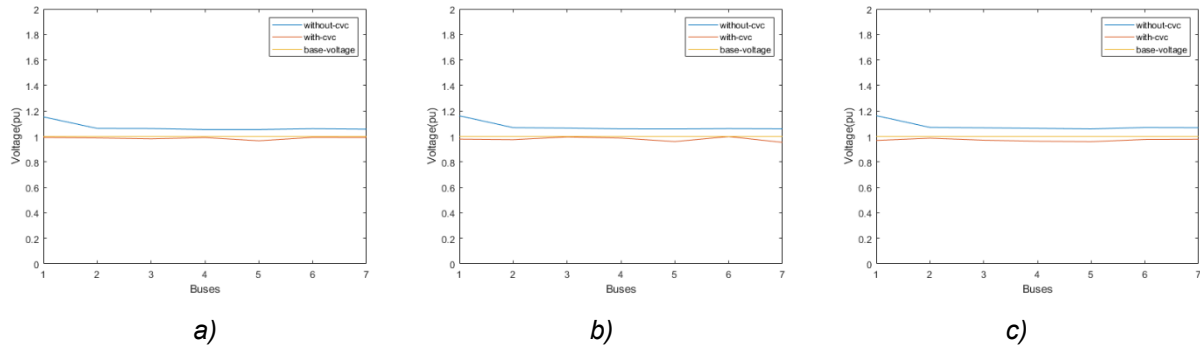 2
1.8
1.6
1.4
1.2
1
0.8
0.6
0.4
0.2
0
Voltage(pu)
without-cvc
with-cvc
base-voltage
1 2 3 4 5 6 7
Buses
a)
2
1.8
1.6
1.4
1.2
1
0.8
0.6
0.4
0.2
0
Voltage(pu)
without-cvc
with-cvc
base-voltage
1 2 3 4 5 6 7
Buses
b)
2
1.8
1.6
1.4
1.2
1
0.8
0.6
0.4
0.2
0
Voltage(pu)
without-cvc
with-cvc
base-voltage
1 2 3 4 5 6 7
Buses
c)